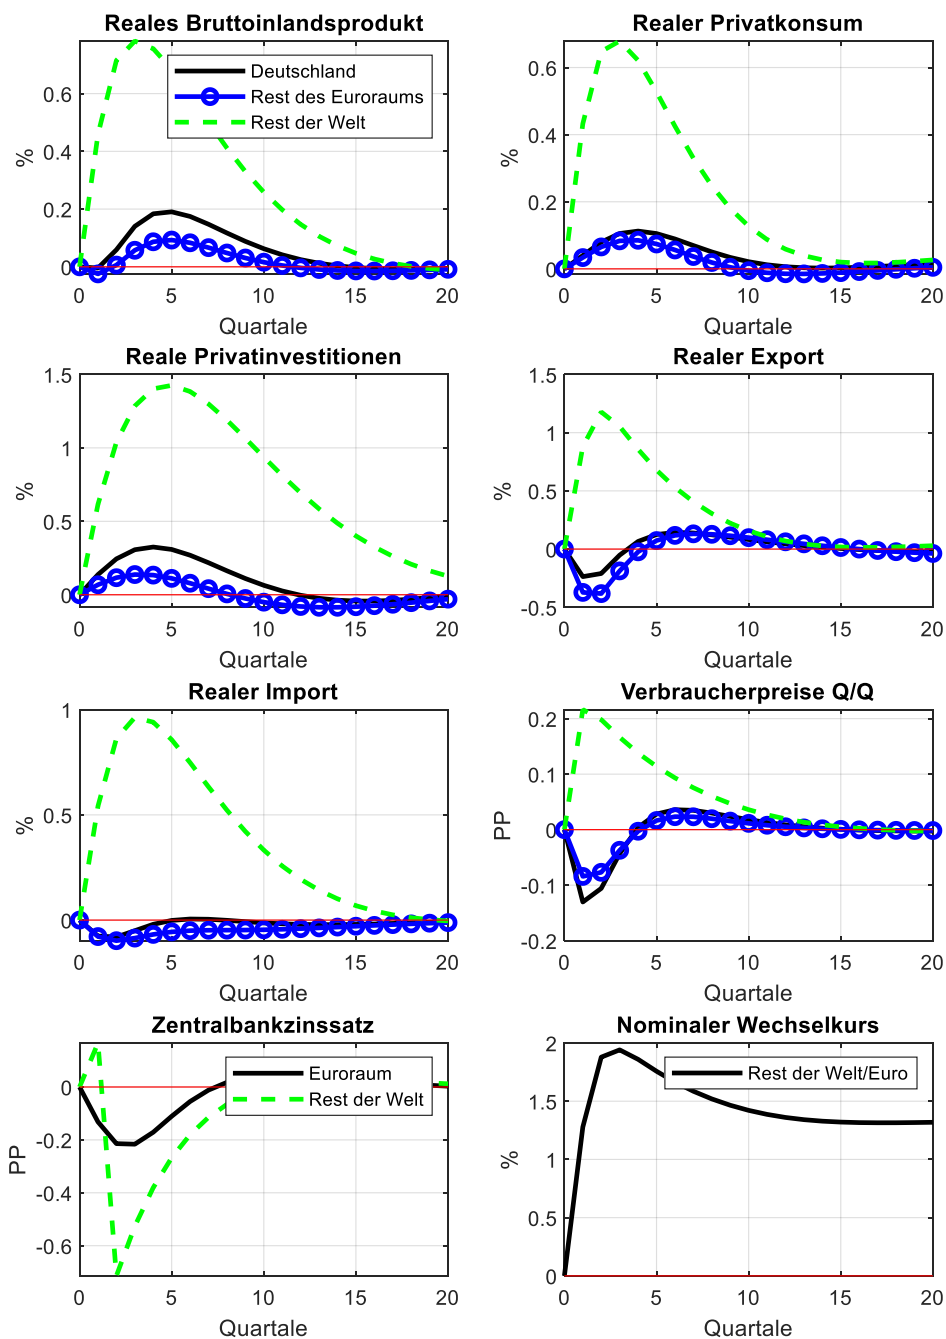 Reales Bruttoinlandsprodukt
0.6
0.4
0.2
0
%
Deutschland
Rest des Euroraums
Rest der Welt
0 5 10 15 20
Quartale
Realer Privatkonsum
0.6
0.4
0.2
0
%
0 5 10 15 20
Quartale
Reale Privatinvestitionen
1.5
1
0.5
0
%
0 5 10 15 20
Quartale
Realer Export
1.5
1
0.5
0
-0.5
%
0 5 10 15 20
Quartale
Realer Import
1
0.5
0
%
0 5 10 15 20
Quartale
Verbraucherpreise Q/Q
0.2
0.1
0
-0.1
-0.2
PP
0 5 10 15 20
Quartale
Zentralbankzinssatz
0
-0.2
-0.4
-0.6
PP
Euroraum
Rest der Welt
0 5 10 15 20
Quartale
Nominaler Wechselkurs
2
1.5
1
0.5
0
%
Rest der Welt/Euro
0 5 10 15 20
Quartale